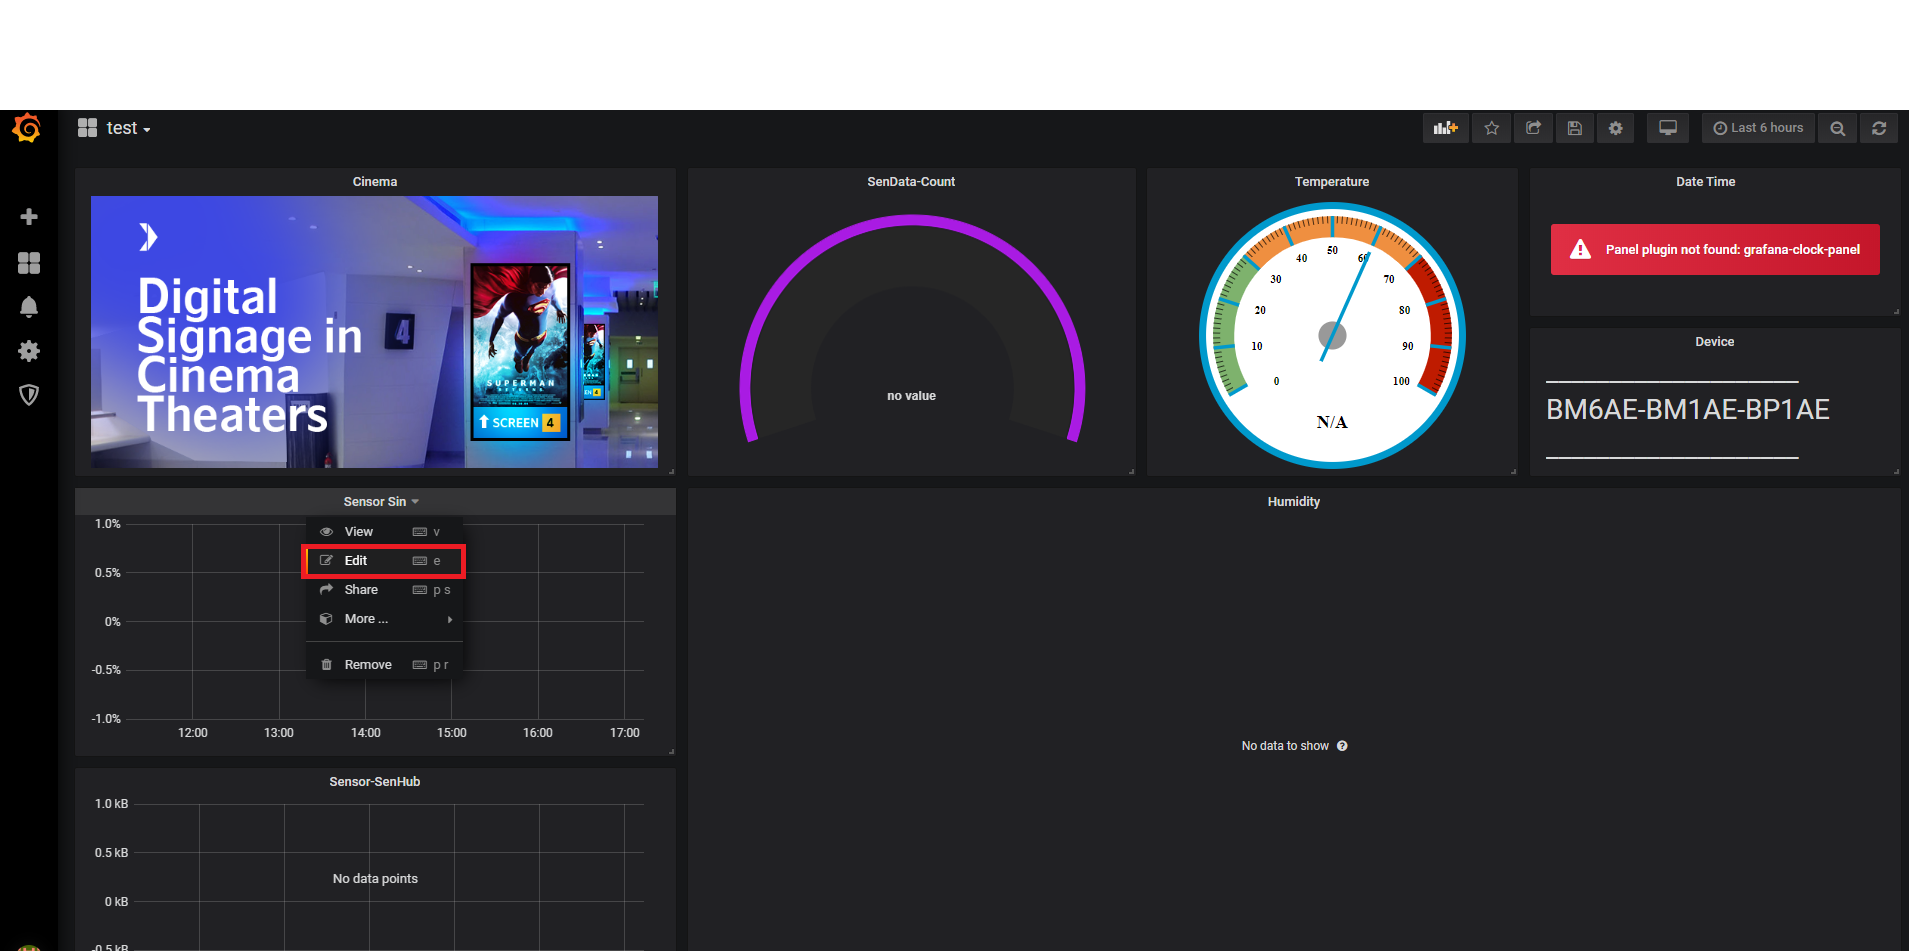 test
Last 6 hours
Cinema
Digital
Signage in
Cinema
Theaters
4
SUPERMAN
RETURNS
SCREEN 4
EN 4
SenData-Count
no value
Temperature
0
10
20
30
40
50
60
70
80
90
100
N/A
Date Time
Panel plugin not found: grafana-clock-panel
Device
BM6AE-BM1AE-BP1AE
Sensor Sin
1.0%
0.5%
0%
-0.5%
-1.0%
12:00
13:00
14:00
15:00
16:00
17:00
View v
Edit e
Share p s
More ...
Remove p r
Humidity
No data to show
Sensor-SenHub
1.0 kB
0.5 kB
0 kB
-0.5 kB
No data points